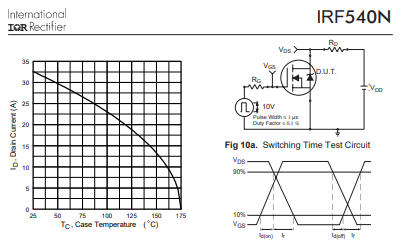 International
IOR Rectifier
IRF540N
35
30
25
20
15
10
5
0
25 50 75 100 125 150 175
TC, Case Temperature (°C)
ID, Drain Current (A)
VDS
RD
VGS
RG
D.U.T.
VDD
10V
Pulse Width ≤ 1 µs
Duty Factor ≤ 0.1 %
Fig 10a. Switching Time Test Circuit
VDS
90%
10%
VGS
td(on) tr td(off) tf